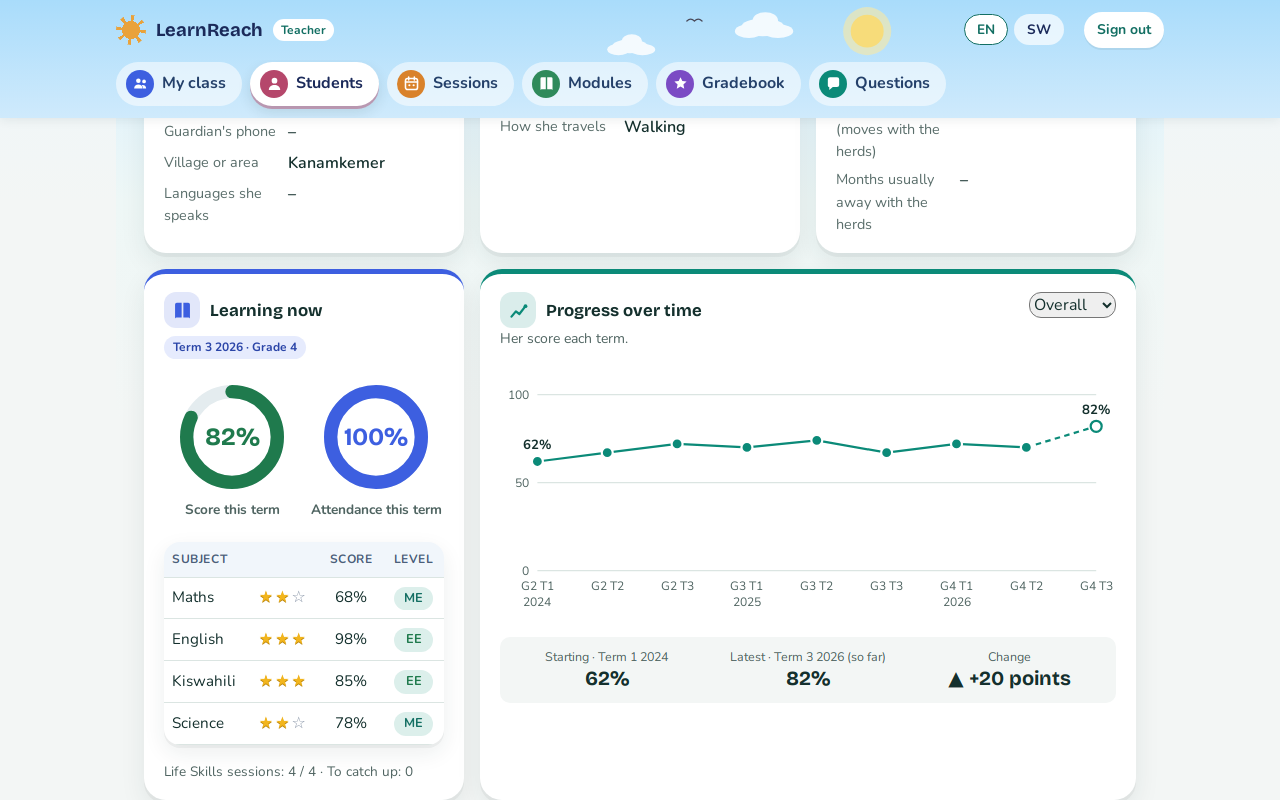 LearnReach
Teacher
EN
SW
Sign out
My class
Students
Sessions
Modules
Gradebook
Questions
Guardian's phone –
Village or area Kanamkemer
Languages she
speaks
–
How she travels Walking
(moves with the
herds)
Months usually
away with the
herds
–
Learning now
Term 3 2026 · Grade 4
82%
100%
Score this term
Attendance this term
SUBJECT SCORE LEVEL
Maths 68% ME
English 98% EE
Kiswahili 85% EE
Science 78% ME
Life Skills sessions: 4 / 4 · To catch up: 0
Progress over time
Overall
Her score each term.
100
50
0
62%
82%
G2 T1 G2 T2 G2 T3 G3 T1 G3 T2 G3 T3 G4 T1 G4 T2 G4 T3
2024 2025 2026
Starting · Term 1 2024
62%
Latest · Term 3 2026 (so far)
82%
Change
▲ +20 points